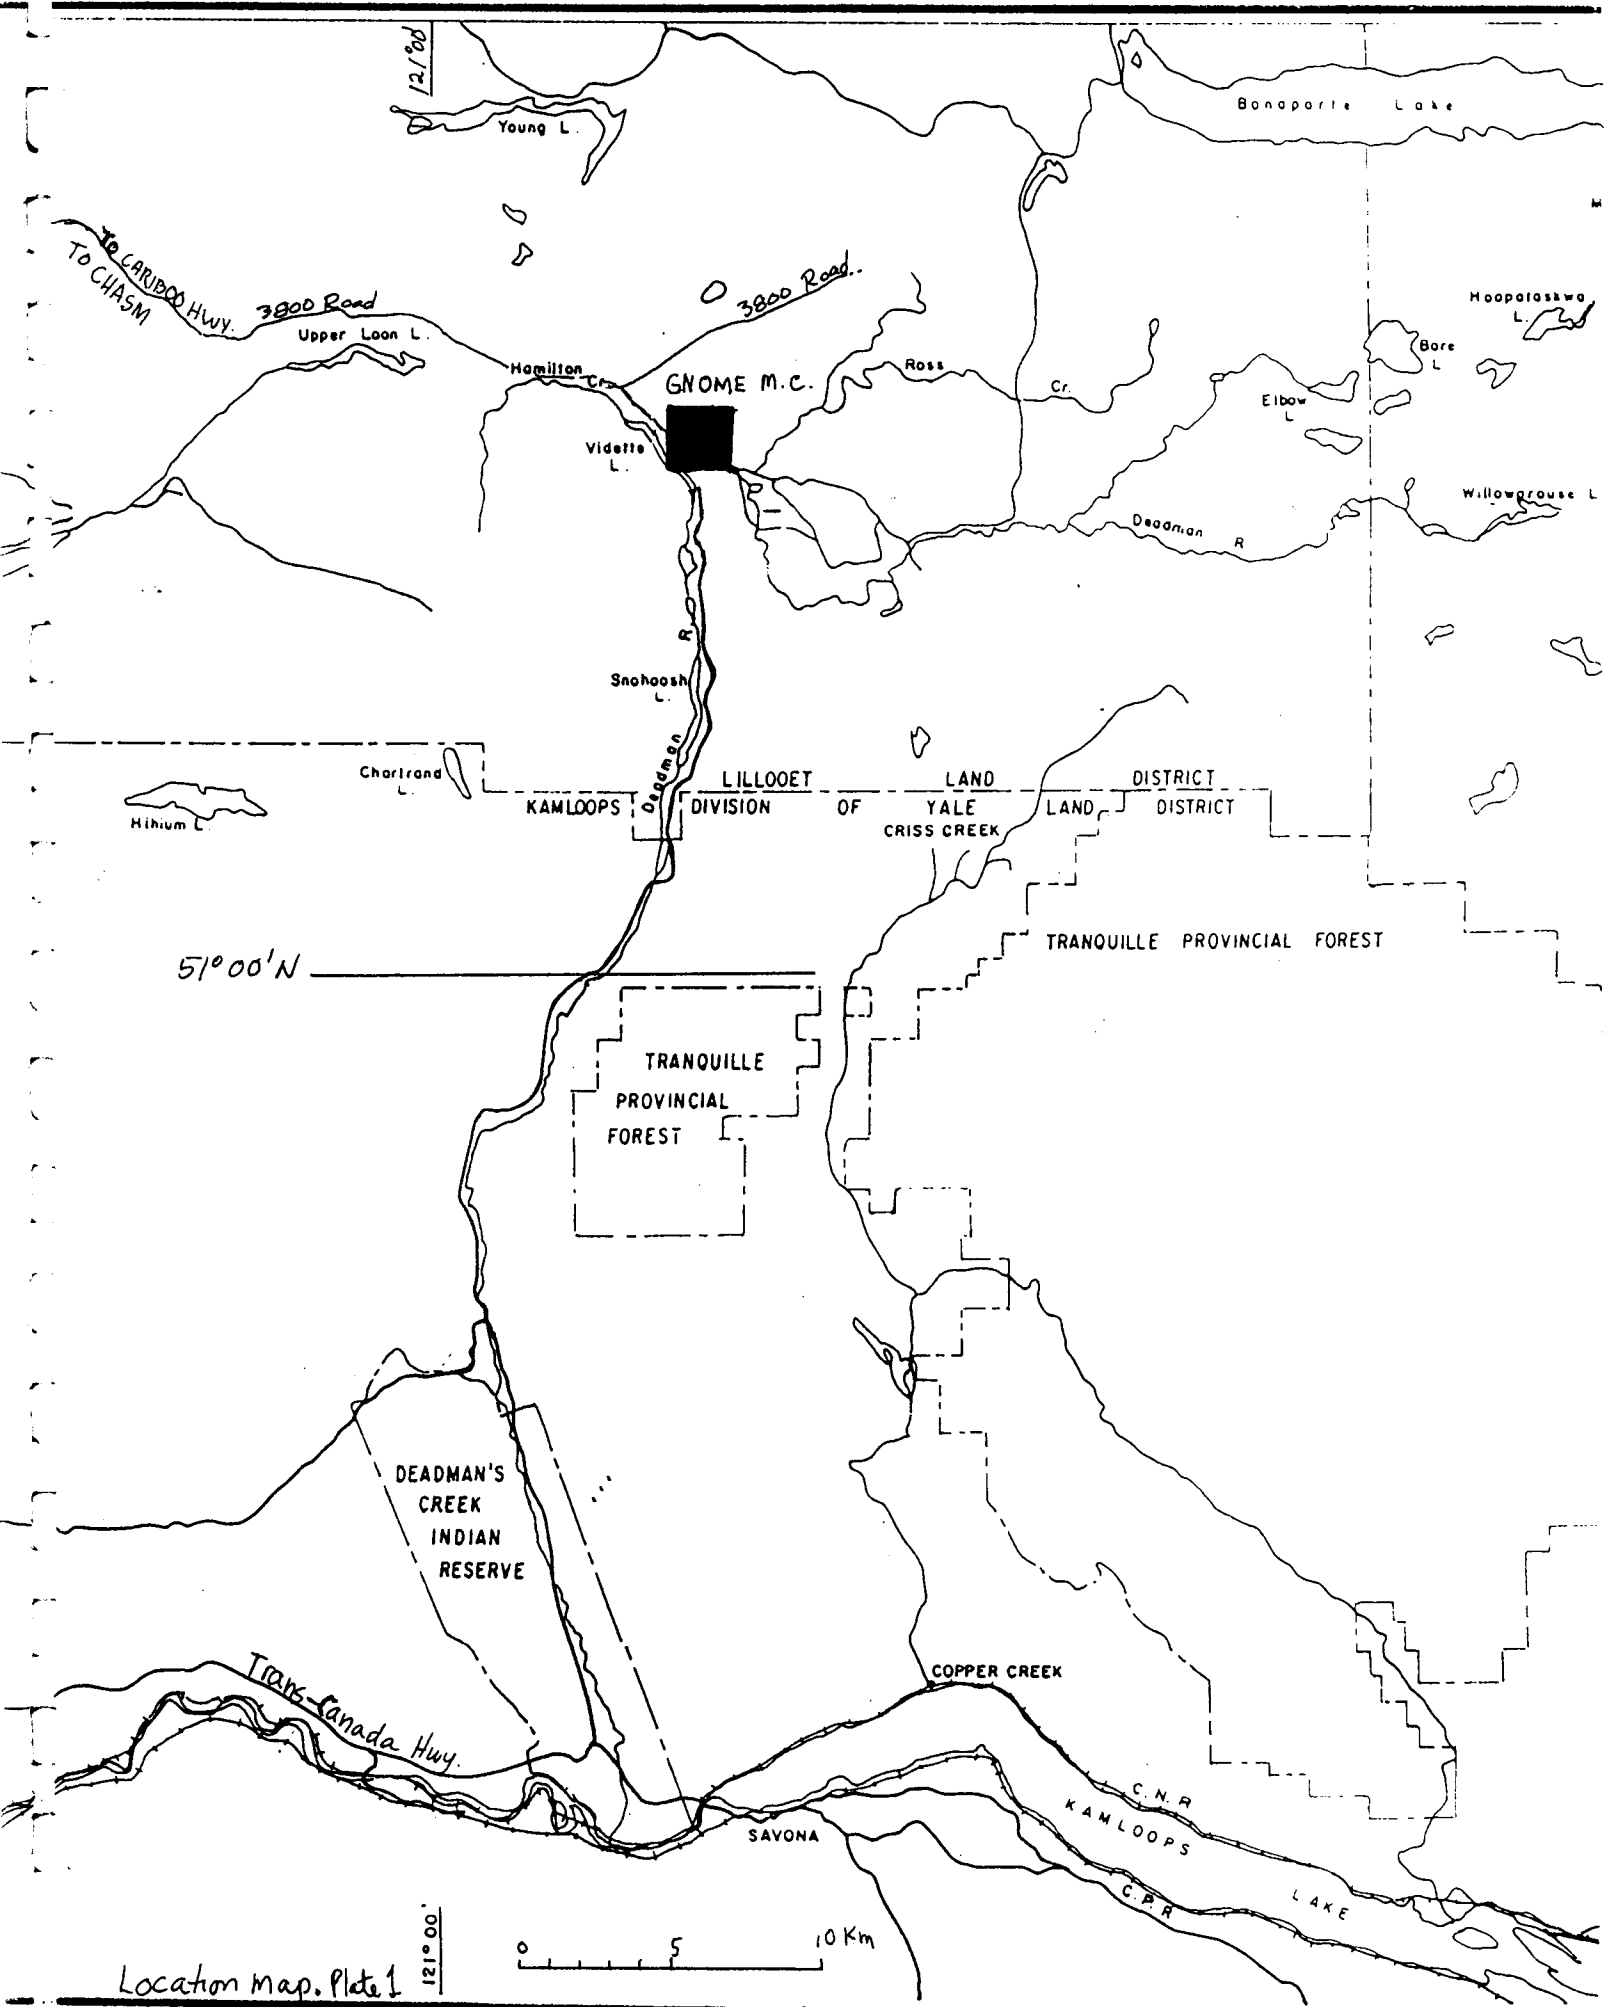 121°00'
Young L.
Bonaparte Lake
To CARIBOO HWY.
TO CHASM
3800 Road
3800 Road..
Upper Loon L.
Hamilton Cr.
GNOME M.C.
Ross Cr.
Hoopatoskwa
L.
Bare
L
Elbow
L
Vidette
L.
Willowgrouse L
Deadman R
R
Snohoosh
L.
Deadman
Chartrand
L.
Hihium L.
LILLOOET LAND DISTRICT
KAMLOOPS DIVISION OF YALE LAND DISTRICT
CRISS CREEK
TRANQUILLE PROVINCIAL FOREST
51°00'N
TRANQUILLE
PROVINCIAL
FOREST
DEADMAN'S
CREEK
INDIAN
RESERVE
Trans-Canada Hwy.
COPPER CREEK
C.N.R
KAMLOOPS
LAKE
SAVONA
C.P.R
121°00'
0 5 10 Km
Location Map. Plate 1